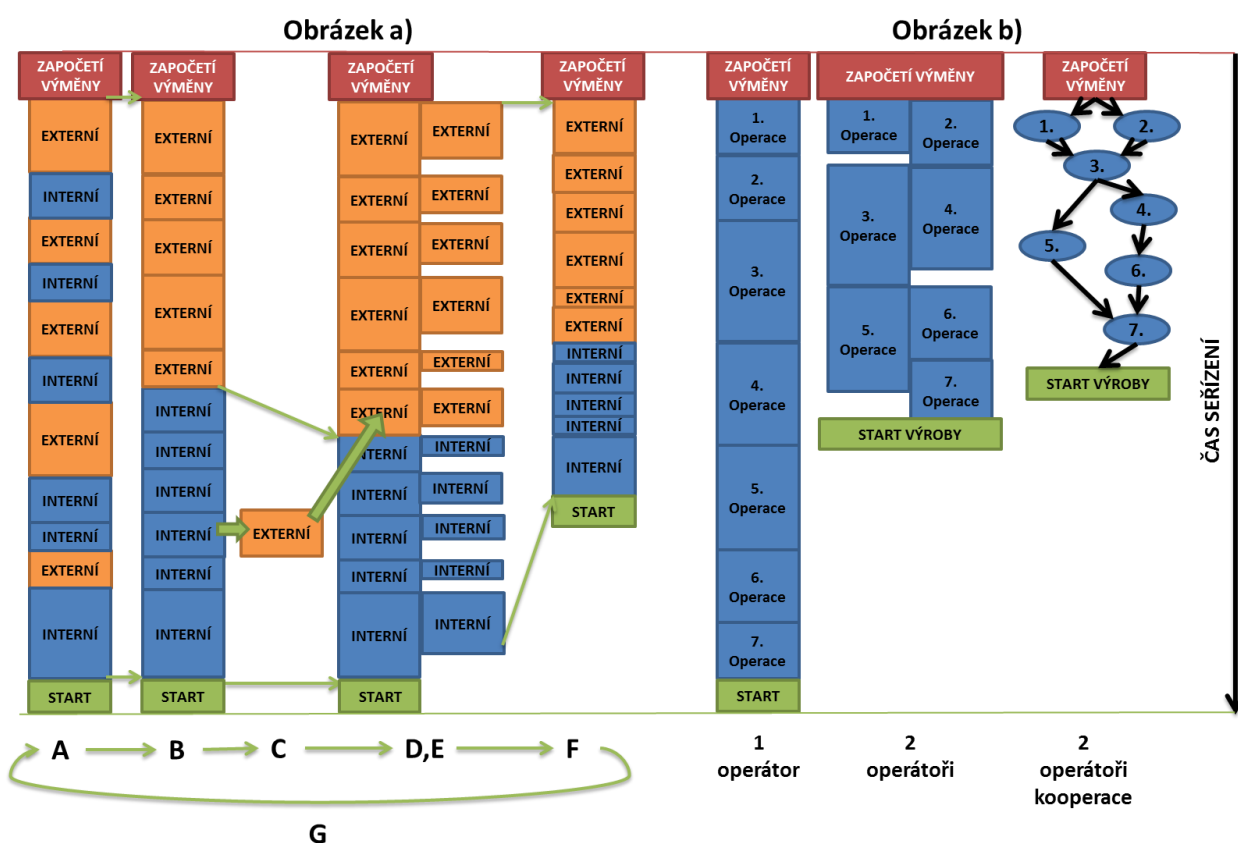 Obrázek a)
ZAPOČETÍ
VÝMĚNY
EXTERNÍ
INTERNÍ
EXTERNÍ
INTERNÍ
EXTERNÍ
INTERNÍ
EXTERNÍ
INTERNÍ
INTERNÍ
EXTERNÍ
INTERNÍ
START
ZAPOČETÍ
VÝMĚNY
EXTERNÍ
EXTERNÍ
EXTERNÍ
EXTERNÍ
EXTERNÍ
INTERNÍ
INTERNÍ
INTERNÍ
INTERNÍ
INTERNÍ
INTERNÍ
START
EXTERNÍ
ZAPOČETÍ
VÝMĚNY
EXTERNÍ
EXTERNÍ
EXTERNÍ
EXTERNÍ
EXTERNÍ
EXTERNÍ
INTERNÍ
INTERNÍ
INTERNÍ
INTERNÍ
INTERNÍ
START
EXTERNÍ
EXTERNÍ
EXTERNÍ
EXTERNÍ
EXTERNÍ
EXTERNÍ
INTERNÍ
INTERNÍ
INTERNÍ
INTERNÍ
INTERNÍ
ZAPOČETÍ
VÝMĚNY
EXTERNÍ
EXTERNÍ
EXTERNÍ
EXTERNÍ
EXTERNÍ
EXTERNÍ
INTERNÍ
INTERNÍ
INTERNÍ
INTERNÍ
INTERNÍ
START
A
B
C
D,E
F
G
Obrázek b)
ZAPOČETÍ
VÝMĚNY
1.
Operace
2.
Operace
3.
Operace
4.
Operace
5.
Operace
6.
Operace
7.
Operace
START
1
operátor
ZAPOČETÍ VÝMĚNY
1.
Operace
2.
Operace
3.
Operace
4.
Operace
5.
Operace
6.
Operace
7.
Operace
START VÝROBY
2
operátoři
ZAPOČETÍ
VÝMĚNY
1.
2.
3.
4.
5.
6.
7.
START VÝROBY
2
operátoři
kooperace
ČAS SEŘÍZENÍ